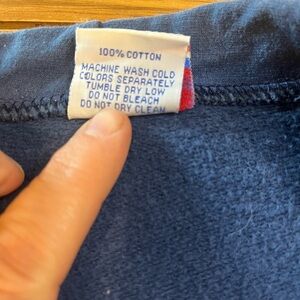 100% COTTON
MACHINE WASH COLD
COLORS SEPARATELY
TUMBLE DRY LOW
DO NOT BLEACH
DO NOT DRY CLEAN